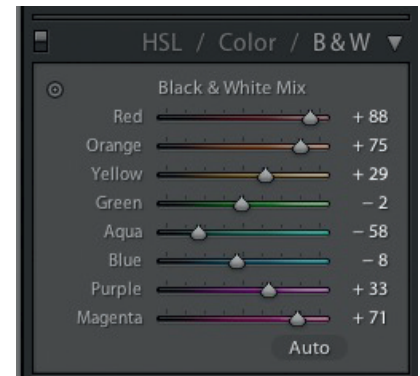 HSL / Color / B & W
Black & White Mix
Red + 88
Orange + 75
Yellow + 29
Green − 2
Aqua − 58
Blue − 8
Purple + 33
Magenta + 71
Auto